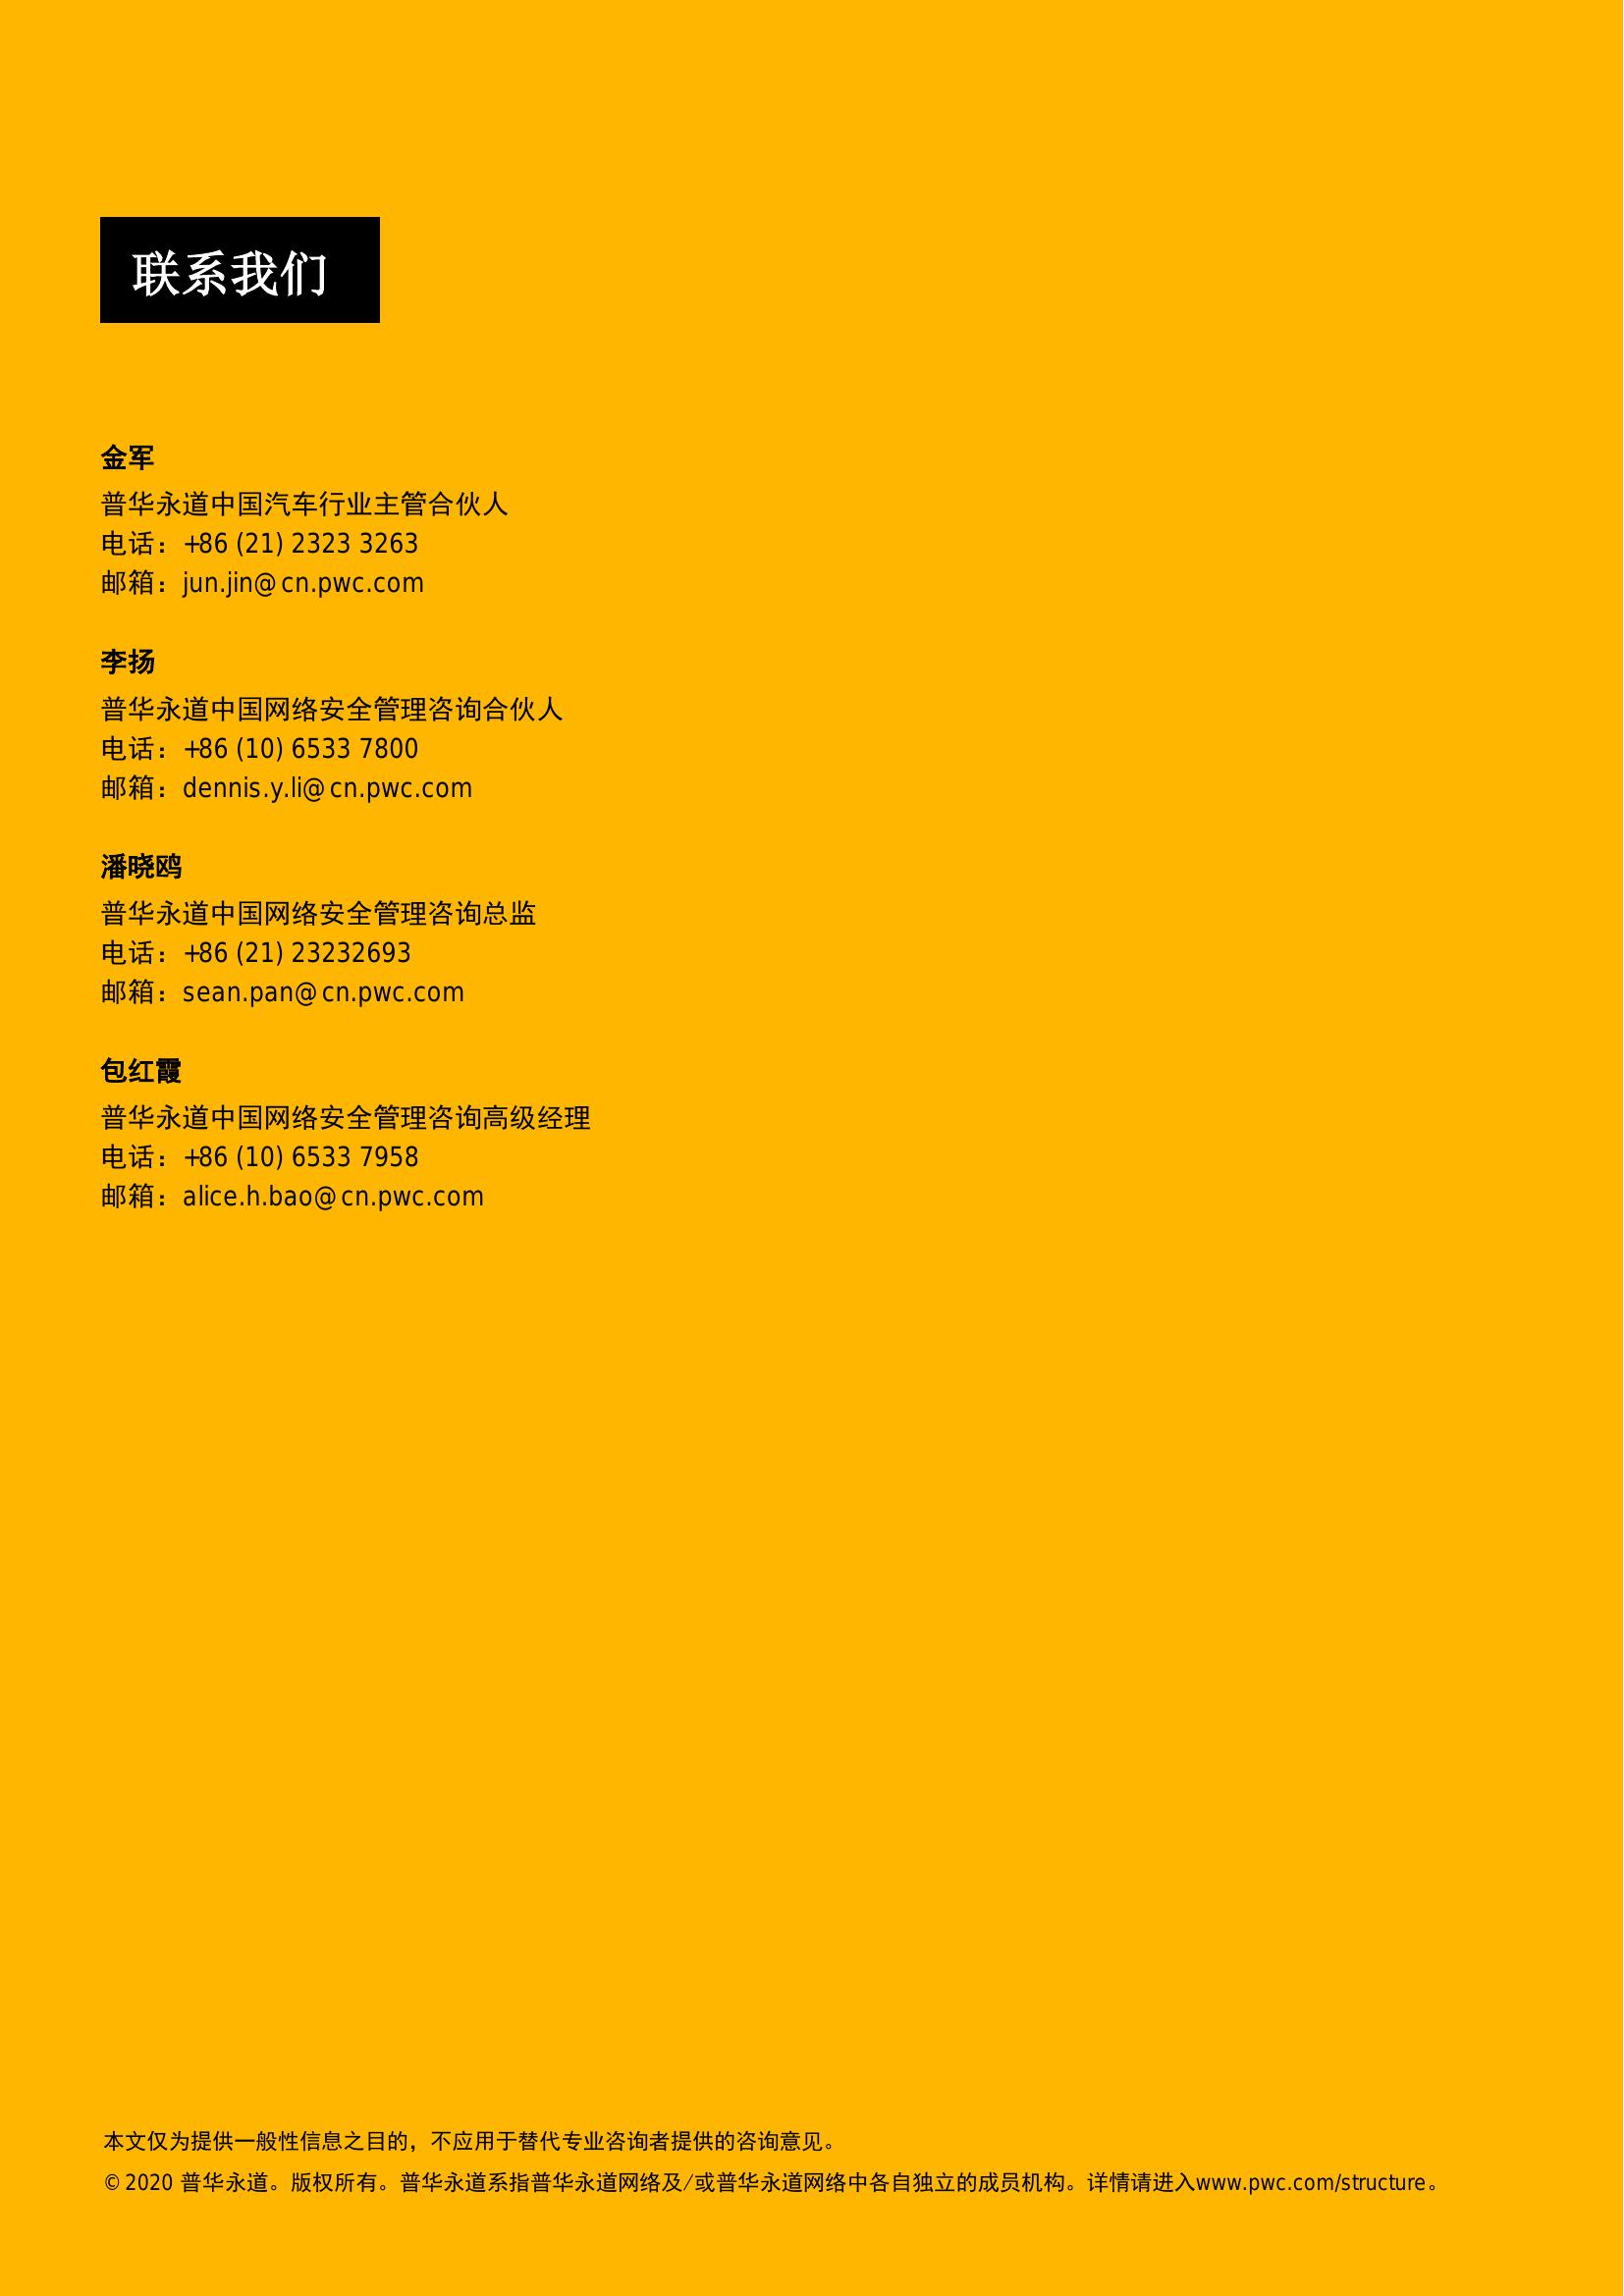 联系我们
金军
普华永道中国汽车行业主管合伙人
电话：+86 (21) 2323 3263
邮箱：jun.jin@cn.pwc.com
李扬
普华永道中国网络安全管理咨询合伙人
电话：+86 (10) 6533 7800
邮箱：dennis.y.li@cn.pwc.com
潘晓鸥
普华永道中国网络安全管理咨询总监
电话：+86 (21) 23232693
邮箱：sean.pan@cn.pwc.com
包红霞
普华永道中国网络安全管理咨询高级经理
电话：+86 (10) 6533 7958
邮箱：alice.h.bao@cn.pwc.com
本文仅为提供一般性信息之目的，不应用于替代专业咨询者提供的咨询意见。
© 2020 普华永道。版权所有。普华永道系指普华永道网络及/或普华永道网络中各自独立的成员机构。详情请进入www.pwc.com/structure。